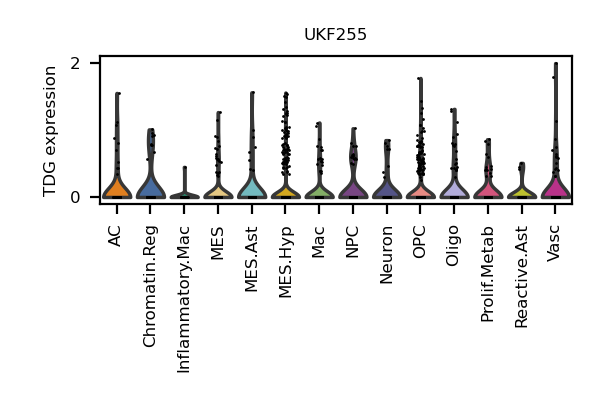 UKF255
TDG expression
2
0
AC
Chromatin.Reg
Inflammatory.Mac
MES
MES.Ast
MES.Hyp
Mac
NPC
Neuron
OPC
Oligo
Prolif.Metab
Reactive.Ast
Vasc